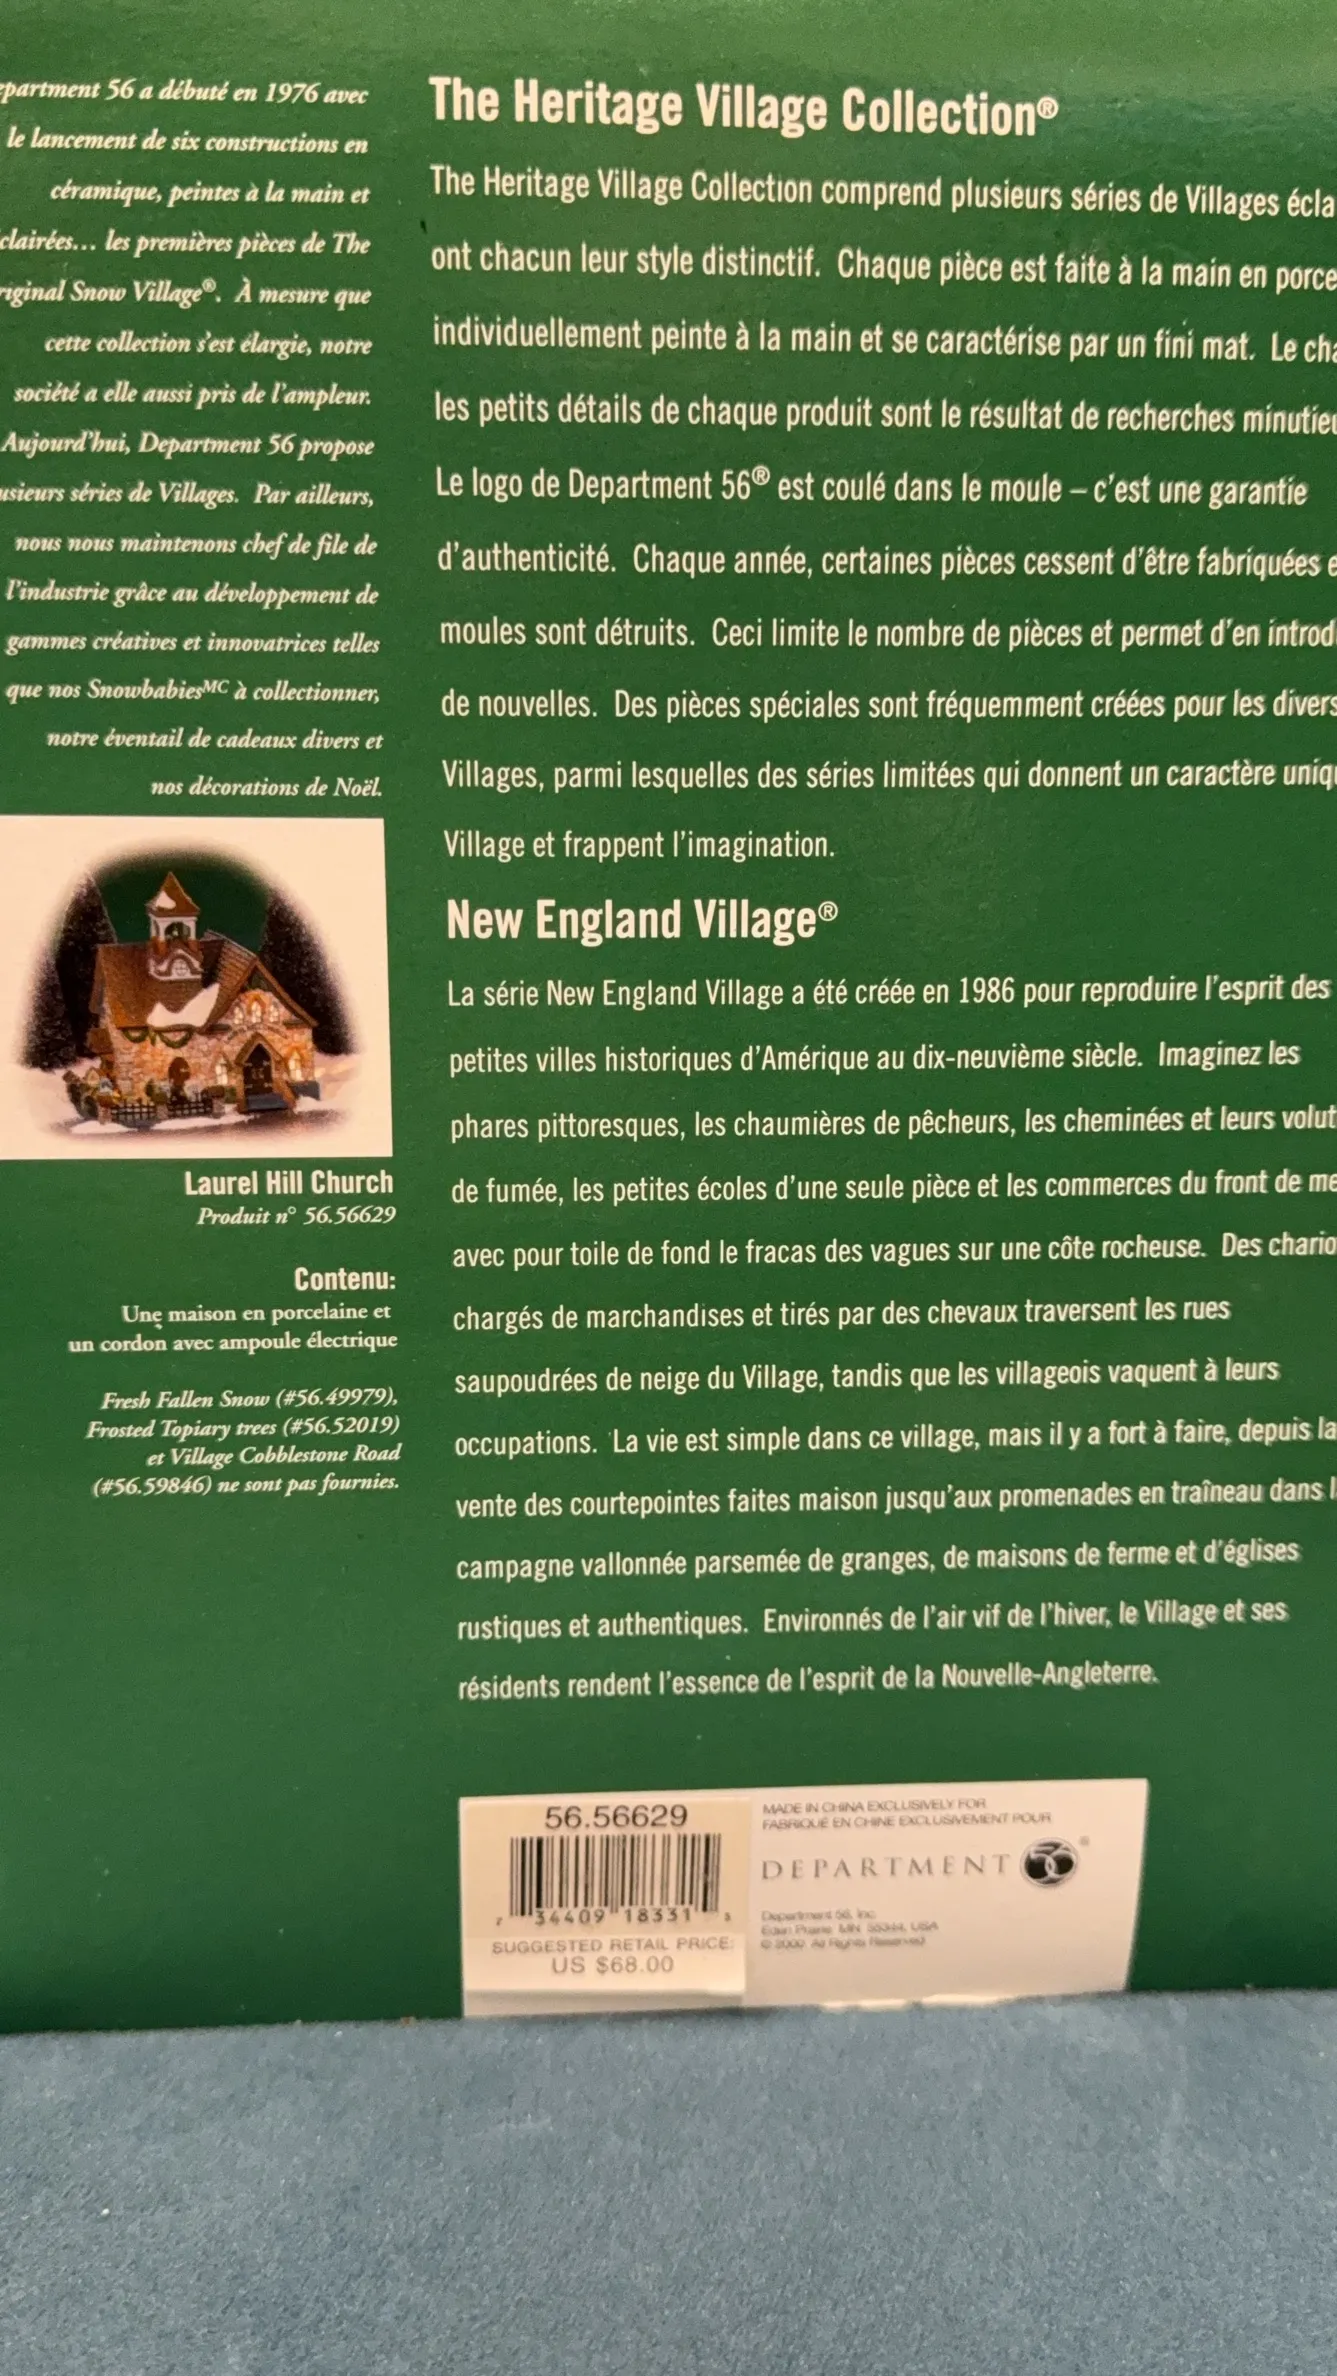 Department 56 a débuté en 1976 avec
le lancement de six constructions en
céramique, peintes à la main et
éclairées... les premières pièces de The
Original Snow Village®. À mesure que
cette collection s'est élargie, notre
société a elle aussi pris de l'ampleur.
Aujourd'hui, Department 56 propose
usieurs séries de Villages. Par ailleurs,
nous nous maintenons chef de file de
l'industrie grâce au développement de
gammes créatives et innovatrices telles
que nos Snowbabies MC à collectionner,
notre éventail de cadeaux divers et
nos décorations de Noël.
Laurel Hill Church
Produit n° 56.56629
Contenu:
Une maison en porcelaine et
un cordon avec ampoule électrique
Fresh Fallen Snow (#56.49979),
Frosted Topiary trees (#56.52019)
et Village Cobblestone Road
(#56.59846) ne sont pas fournies.
The Heritage Village Collection®
The Heritage Village Collection comprend plusieurs séries de Villages écla
ont chacun leur style distinctif. Chaque pièce est faite à la main en porce
individuellement peinte à la main et se caractérise par un fini mat. Le cha
les petits détails de chaque produit sont le résultat de recherches minutieu
Le logo de Department 56® est coulé dans le moule – c'est une garantie
d'authenticité. Chaque année, certaines pièces cessent d'être fabriquées e
moules sont détruits. Ceci limite le nombre de pièces et permet d'en introd
de nouvelles. Des pièces spéciales sont fréquemment créées pour les divers
Villages, parmi lesquelles des séries limitées qui donnent un caractère uniq
Village et frappent l'imagination.
New England Village®
La série New England Village a été créée en 1986 pour reproduire l'esprit des
petites villes historiques d'Amérique au dix-neuvième siècle. Imaginez les
phares pittoresques, les chaumières de pêcheurs, les cheminées et leurs volut
de fumée, les petites écoles d'une seule pièce et les commerces du front de me
avec pour toile de fond le fracas des vagues sur une côte rocheuse. Des chario
chargés de marchandises et tirés par des chevaux traversent les rues
saupoudrées de neige du Village, tandis que les villageois vaquent à leurs
occupations. La vie est simple dans ce village, mais il y a fort à faire, depuis la
vente des courtepointes faites maison jusqu'aux promenades en traîneau dans l
campagne vallonnée parsemée de granges, de maisons de ferme et d'églises
rustiques et authentiques. Environnés de l'air vif de l'hiver, le Village et ses
résidents rendent l'essence de l'esprit de la Nouvelle-Angleterre.
56.56629
7 34409 18331 3
SUGGESTED RETAIL PRICE:
US $68.00
MADE IN CHINA EXCLUSIVELY FOR
FABRIQUÉ EN CHINE EXCLUSIVEMENT POUR
DEPARTMENT 56®
Department 56, Inc.
Eden Prairie, MN 55344, USA
© 2000 All Rights Reserved